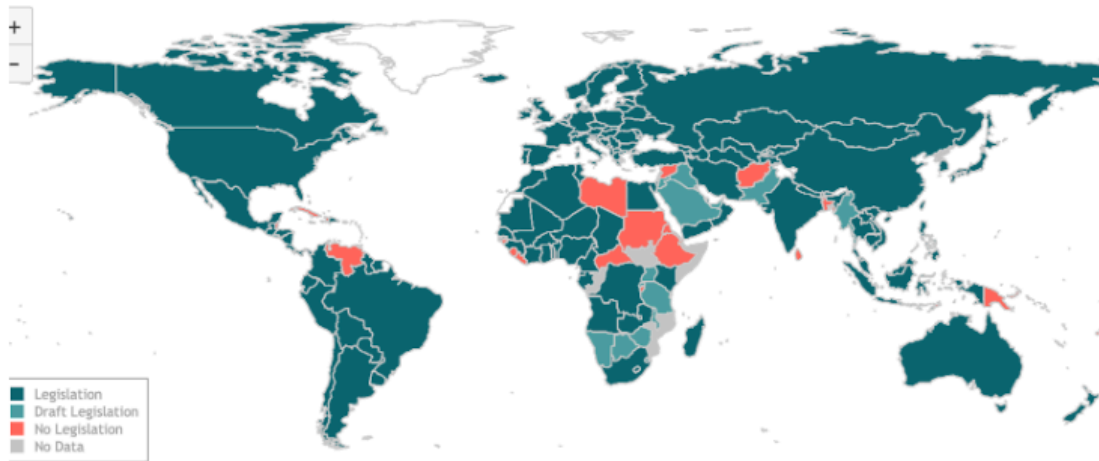 +
−
Legislation
Draft Legislation
No Legislation
No Data